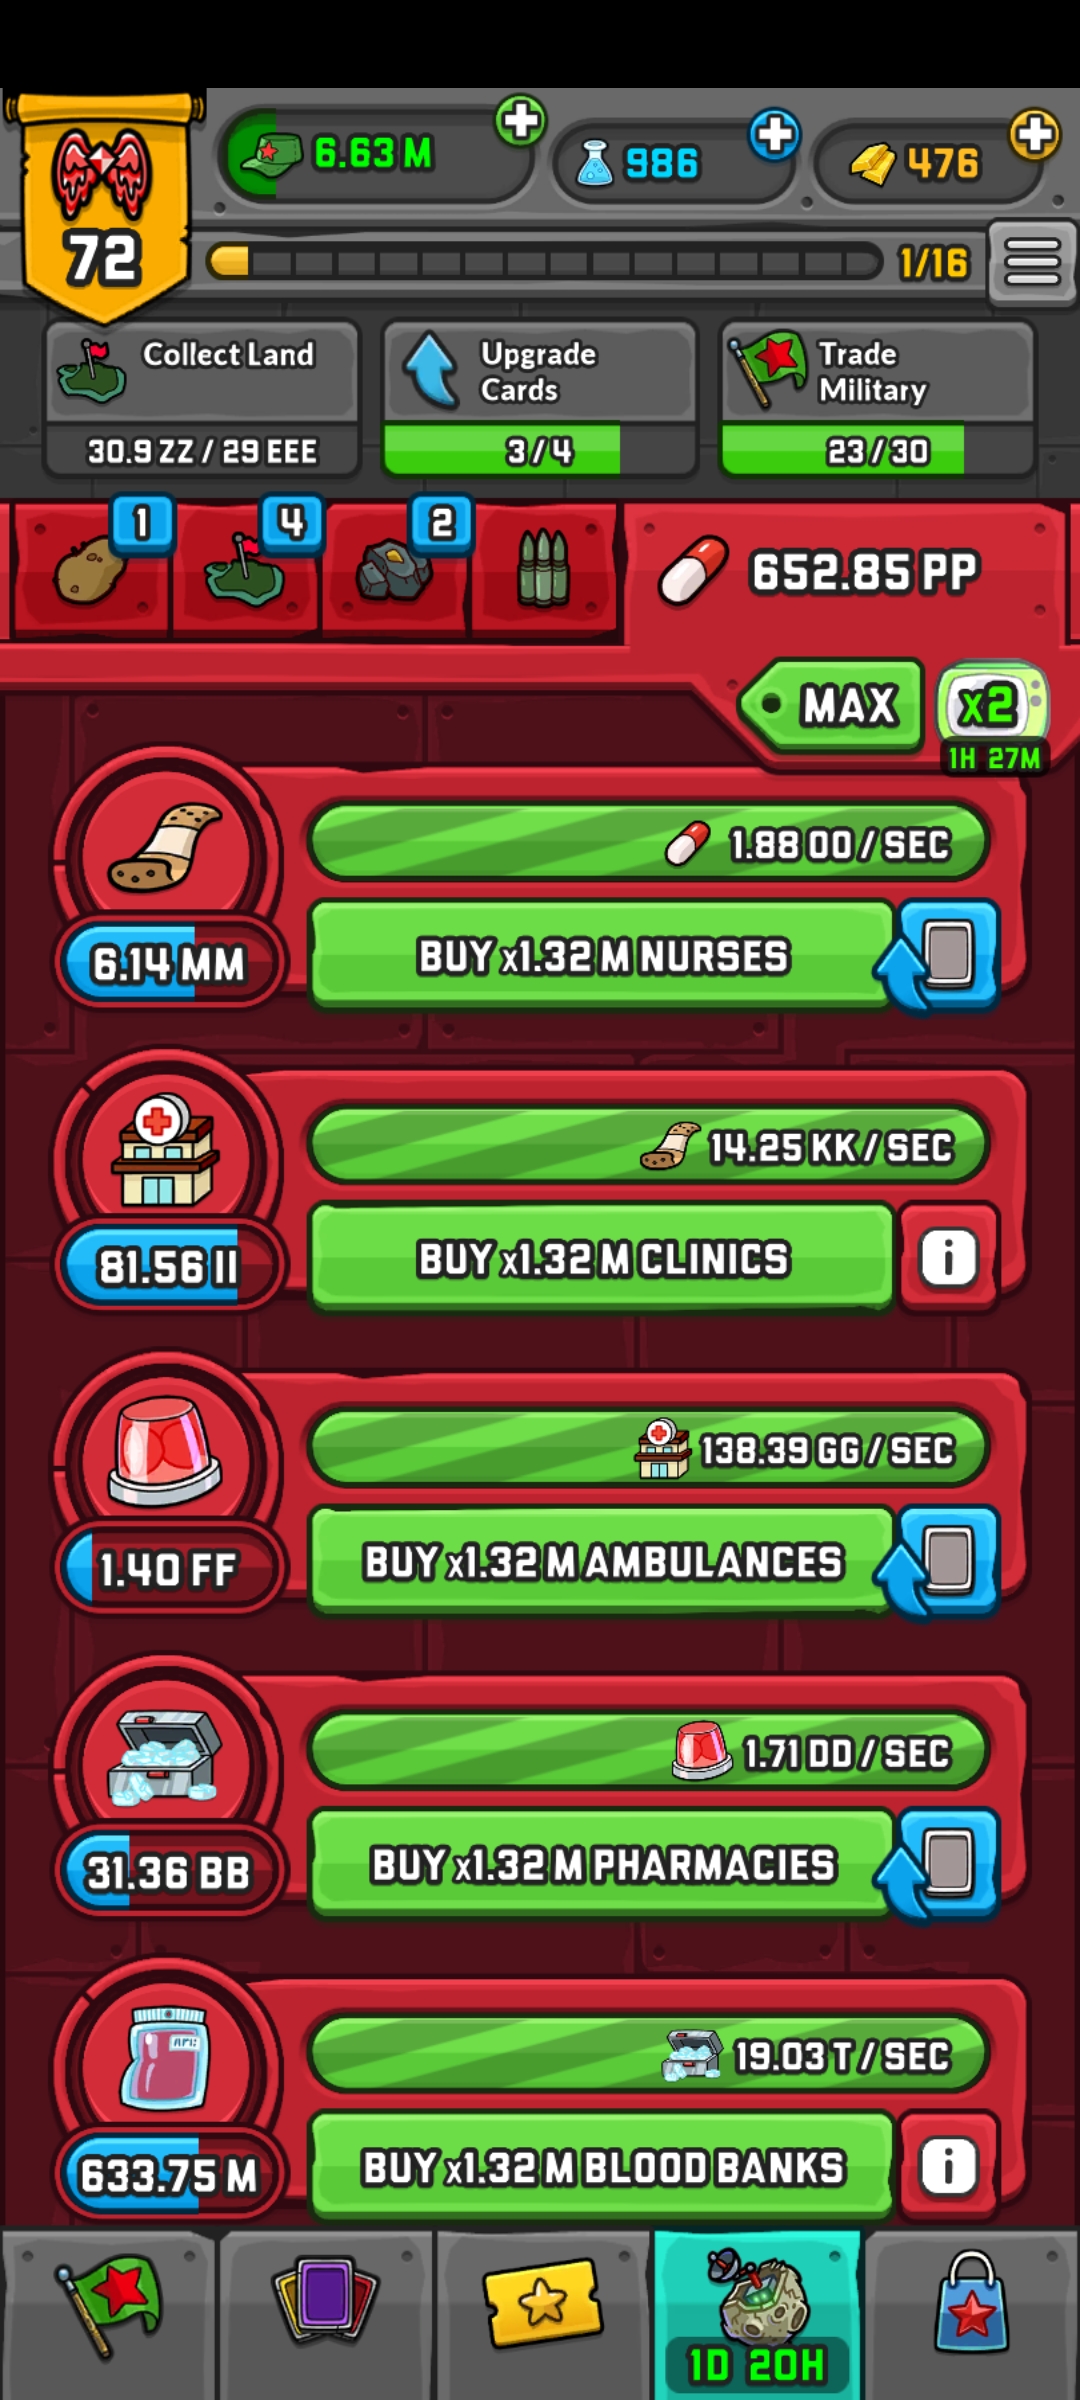 72
6.63 M
986
476
1/16
Collect Land
30.9 ZZ / 29 EEE
Upgrade
Cards
3/4
Trade
Military
23/30
1
4
2
652.85 PP
MAX
x2
1H 27M
1.88 OO / SEC
6.14 MM
BUY x1.32 M NURSES
14.25 KK / SEC
81.56 II
BUY x1.32 M CLINICS
i
138.39 GG / SEC
1.40 FF
BUY x1.32 M AMBULANCES
1.71 DD / SEC
31.36 BB
BUY x1.32 M PHARMACIES
19.03 T / SEC
633.75 M
BUY x1.32 M BLOOD BANKS
i
1D 20H